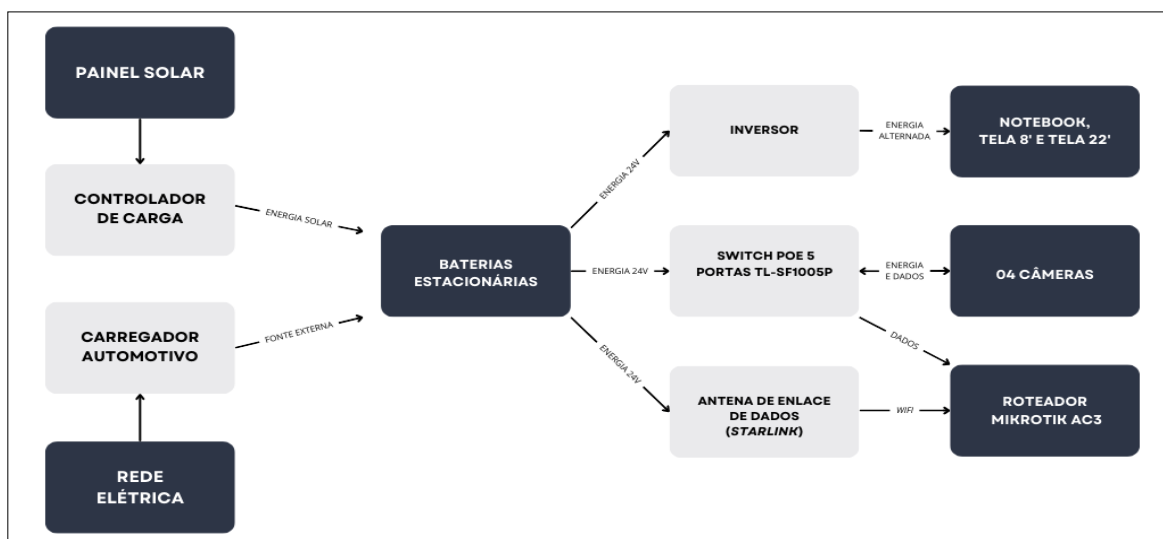 PAINEL SOLAR
CONTROLADOR
DE CARGA
ENERGIA SOLAR
CARREGADOR
AUTOMOTIVO
FONTE EXTERNA
REDE
ELÉTRICA
BATERIAS
ESTACIONÁRIAS
ENERGIA 24V
INVERSOR
ENERGIA
ALTERNADA
NOTEBOOK,
TELA 8' E TELA 22'
ENERGIA 24V
SWITCH POE 5
PORTAS TL-SF1005P
ENERGIA
E DADOS
04 CÂMERAS
DADOS
ENERGIA 24V
ANTENA DE ENLACE
DE DADOS
(STARLINK)
WIFI
ROTEADOR
MIKROTIK AC3